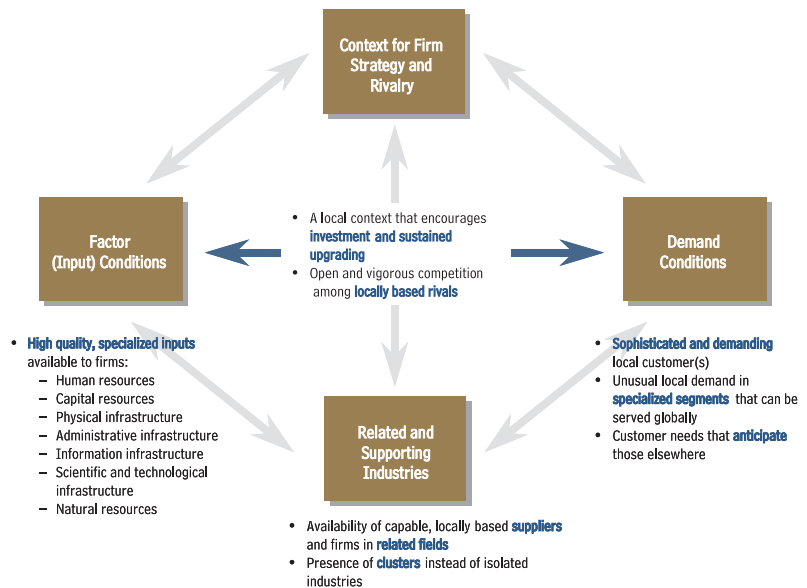 Context for Firm
Strategy and
Rivalry
Factor
(Input) Conditions
• A local context that encourages
investment and sustained
upgrading
• Open and vigorous competition
among locally based rivals
Demand
Conditions
• High quality, specialized inputs
available to firms:
– Human resources
– Capital resources
– Physical infrastructure
– Administrative infrastructure
– Information infrastructure
– Scientific and technological
infrastructure
– Natural resources
Related and
Supporting
Industries
• Sophisticated and demanding
local customer(s)
• Unusual local demand in
specialized segments that can be
served globally
• Customer needs that anticipate
those elsewhere
• Availability of capable, locally based suppliers
and firms in related fields
• Presence of clusters instead of isolated
industries